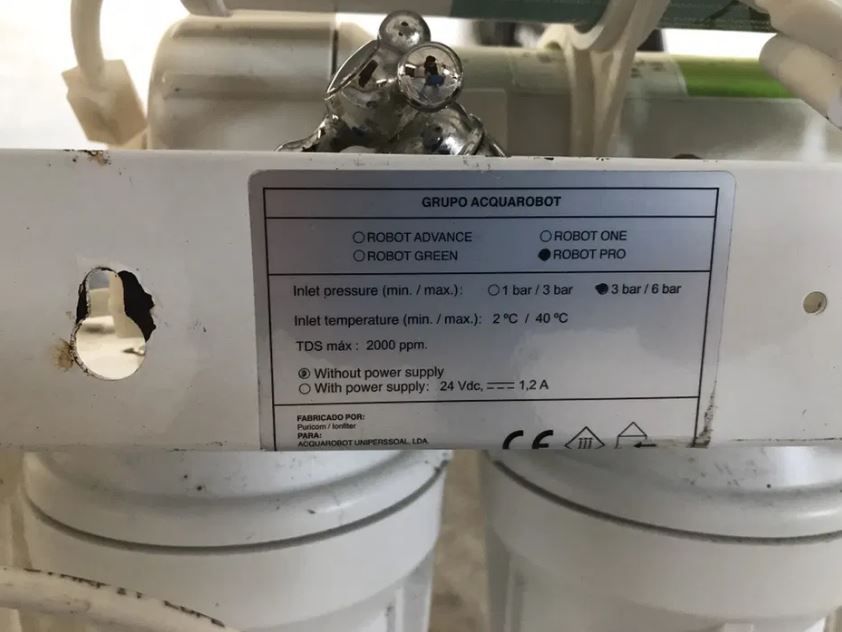 GRUPO ACQUAROBOT
ROBOT ADVANCE ROBOT ONE
ROBOT GREEN ROBOT PRO
Inlet pressure (min. / max.): 1 bar / 3 bar 3 bar / 6 bar
Inlet temperature (min. / max.): 2 ºC / 40 ºC
TDS máx : 2000 ppm.
Without power supply
With power supply: 24 Vdc, 1,2 A
FABRICADO POR:
Puricom / Ionfilter
PARA:
ACQUAROBOT UNIPERSSOAL, LDA.
CE